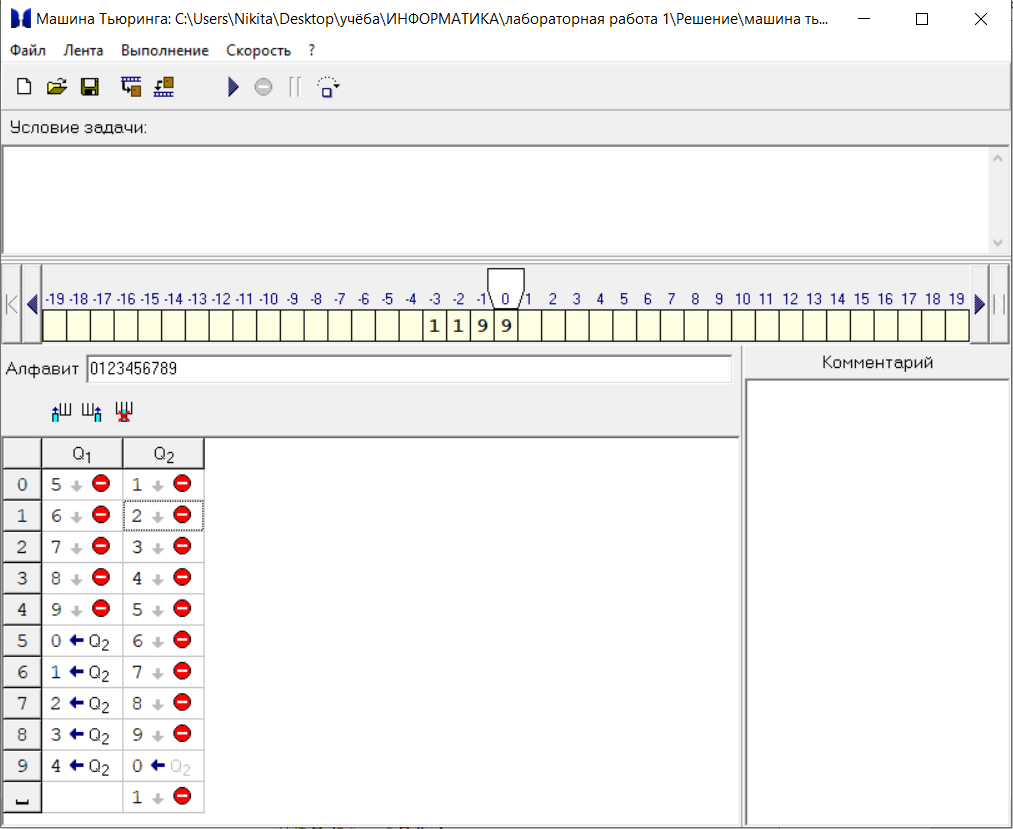 Машина Тьюринга: C:\Users\Nikita\Desktop\учёба\ИНФОРМАТИКА\лабораторная работа 1\Решение\машина ть...
Файл Лента Выполнение Скорость ?
Условие задачи:
-19 -18 -17 -16 -15 -14 -13 -12 -11 -10 -9 -8 -7 -6 -5 -4 -3 -2 -1 0 1 2 3 4 5 6 7 8 9 10 11 12 13 14 15 16 17 18 19
1 1 9 9
Алфавит 0123456789
Комментарий
Q1 Q2
0 5 1
1 6 2
2 7 3
3 8 4
4 9 5
5 0 ← Q2 6
6 1 ← Q2 7
7 2 ← Q2 8
8 3 ← Q2 9
9 4 ← Q2 0 ← Q2
␣ 1